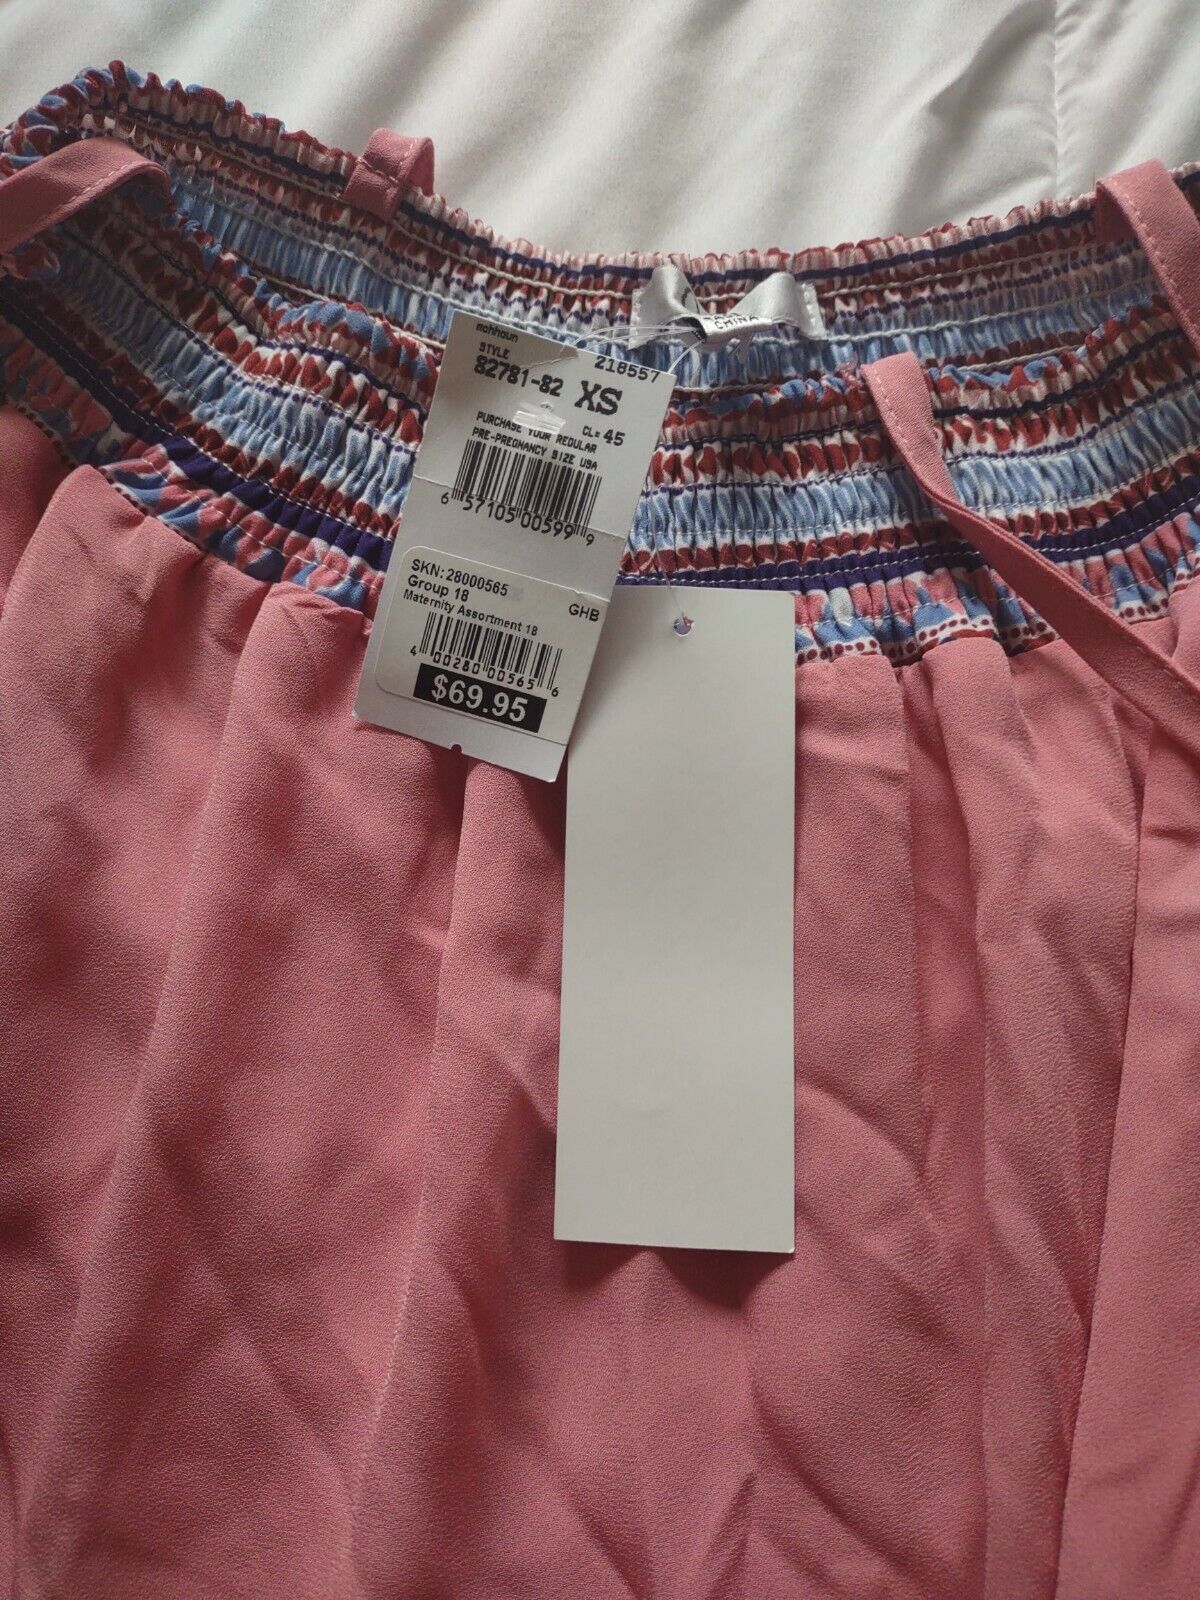 CHINA
mchhaun
218557
STYLE
82781-82 XS
CL= 45
PURCHASE YOUR REGULAR
PRE-PREGNANCY SIZE USA
6 57105 00599 9
SKN: 28000565
Group 18 GHB
Maternity Assortment 18
4 00280 00565 6
$69.95